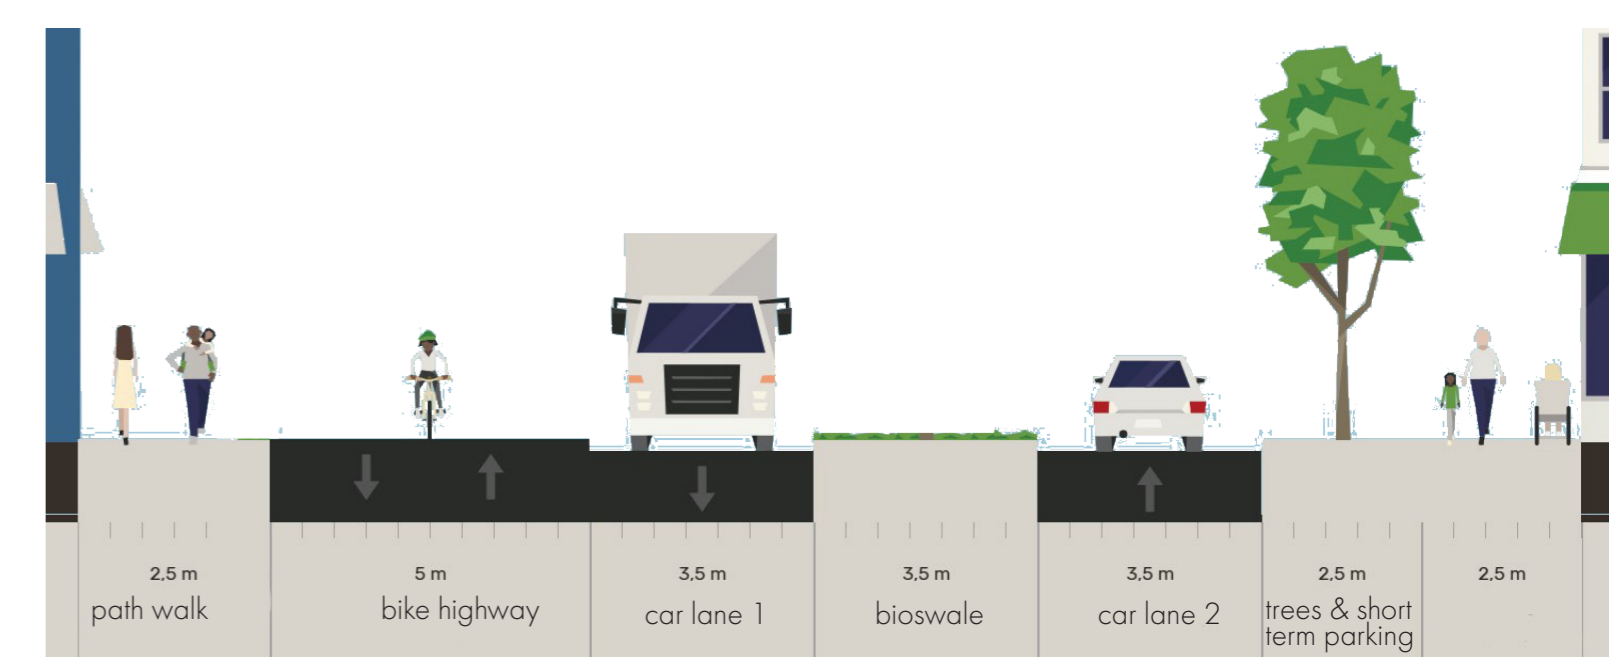 2,5 m
path walk
5 m
bike highway
3,5 m
car lane 1
3,5 m
bioswale
3,5 m
car lane 2
2,5 m
trees & short
term parking
2,5 m